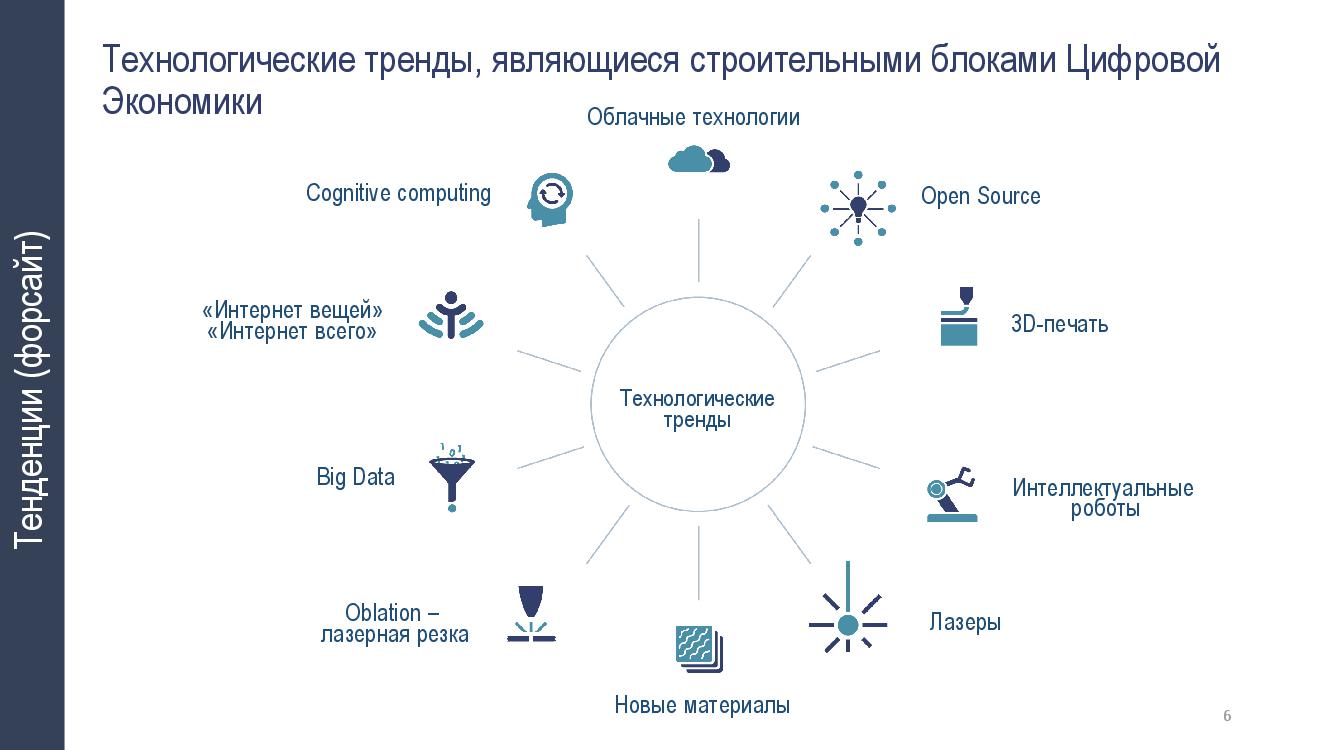 Тенденции (форсайт)
Технологические тренды, являющиеся строительными блоками Цифровой
Экономики
Облачные технологии
Cognitive computing
Open Source
«Интернет вещей»
«Интернет всего»
3D-печать
Технологические
тренды
Big Data
Интеллектуальные
роботы
Oblation –
лазерная резка
Лазеры
Новые материалы
6